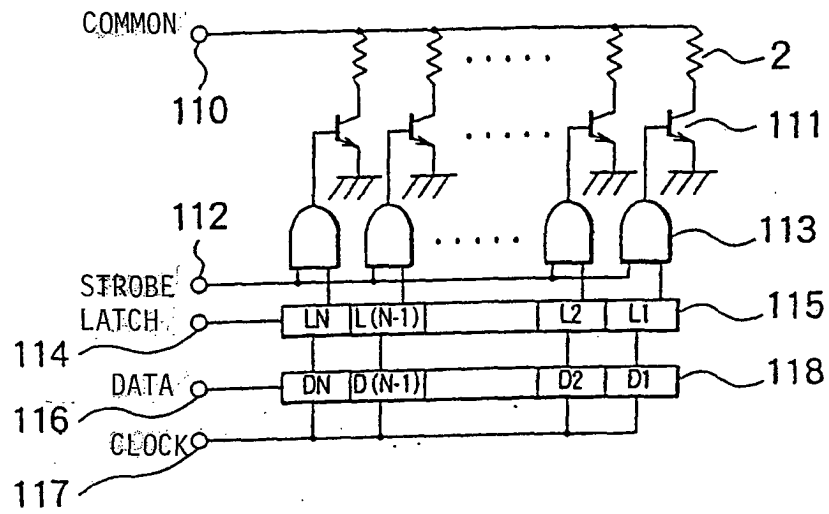 COMMON
2
110
111
112
113
STROBE
LN L(N-1) L2 L1
115
LATCH
114
DATA
DN D(N-1) D2 D1
118
116
CLOCK
117